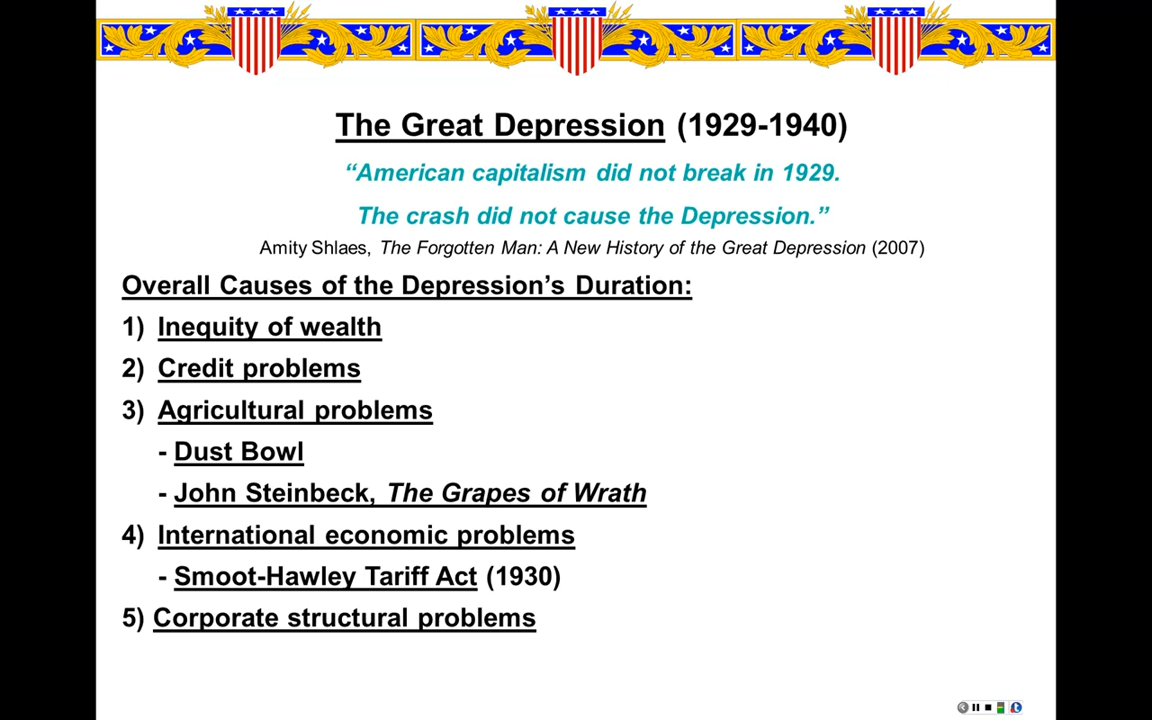 The Great Depression (1929-1940)
“American capitalism did not break in 1929.
The crash did not cause the Depression.”
Amity Shlaes, The Forgotten Man: A New History of the Great Depression (2007)
Overall Causes of the Depression’s Duration:
1) Inequity of wealth
2) Credit problems
3) Agricultural problems
- Dust Bowl
- John Steinbeck, The Grapes of Wrath
4) International economic problems
- Smoot-Hawley Tariff Act (1930)
5) Corporate structural problems